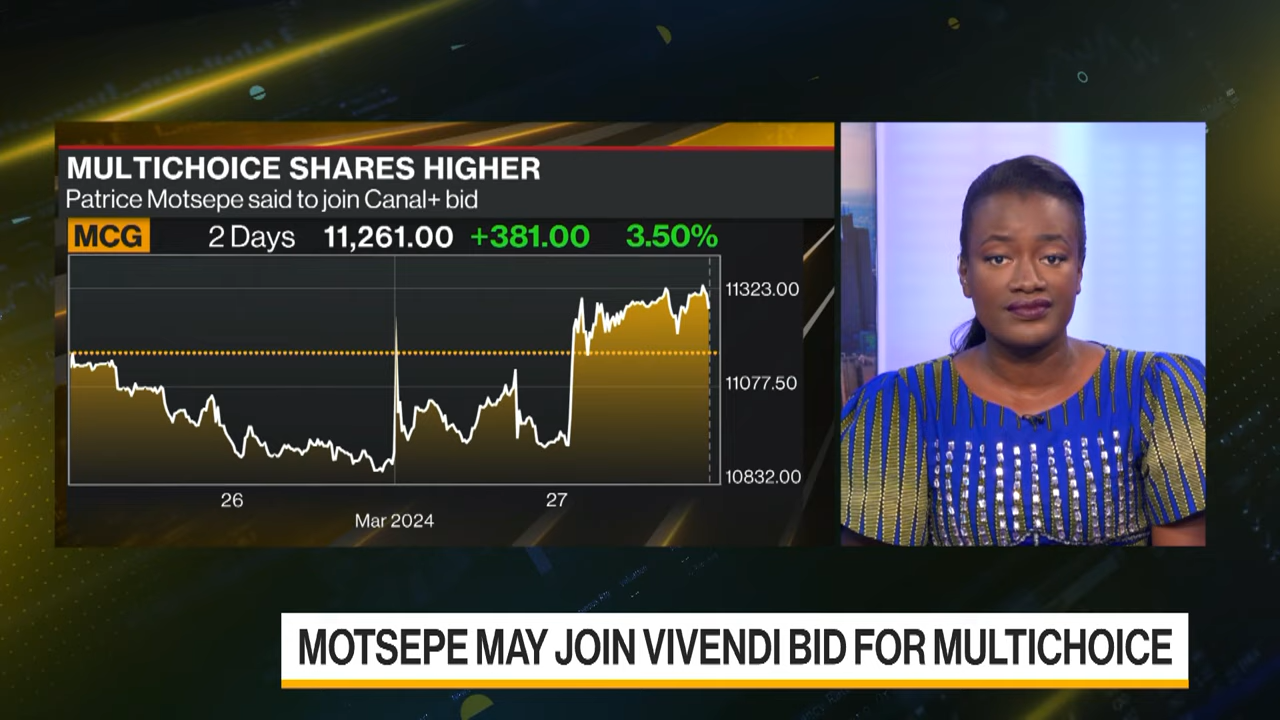 MULTICHOICE SHARES HIGHER
Patrice Motsepe said to join Canal+ bid
MCG 2 Days 11,261.00 +381.00 3.50%
11323.00
11077.50
10832.00
26 27
Mar 2024
MOTSEPE MAY JOIN VIVENDI BID FOR MULTICHOICE